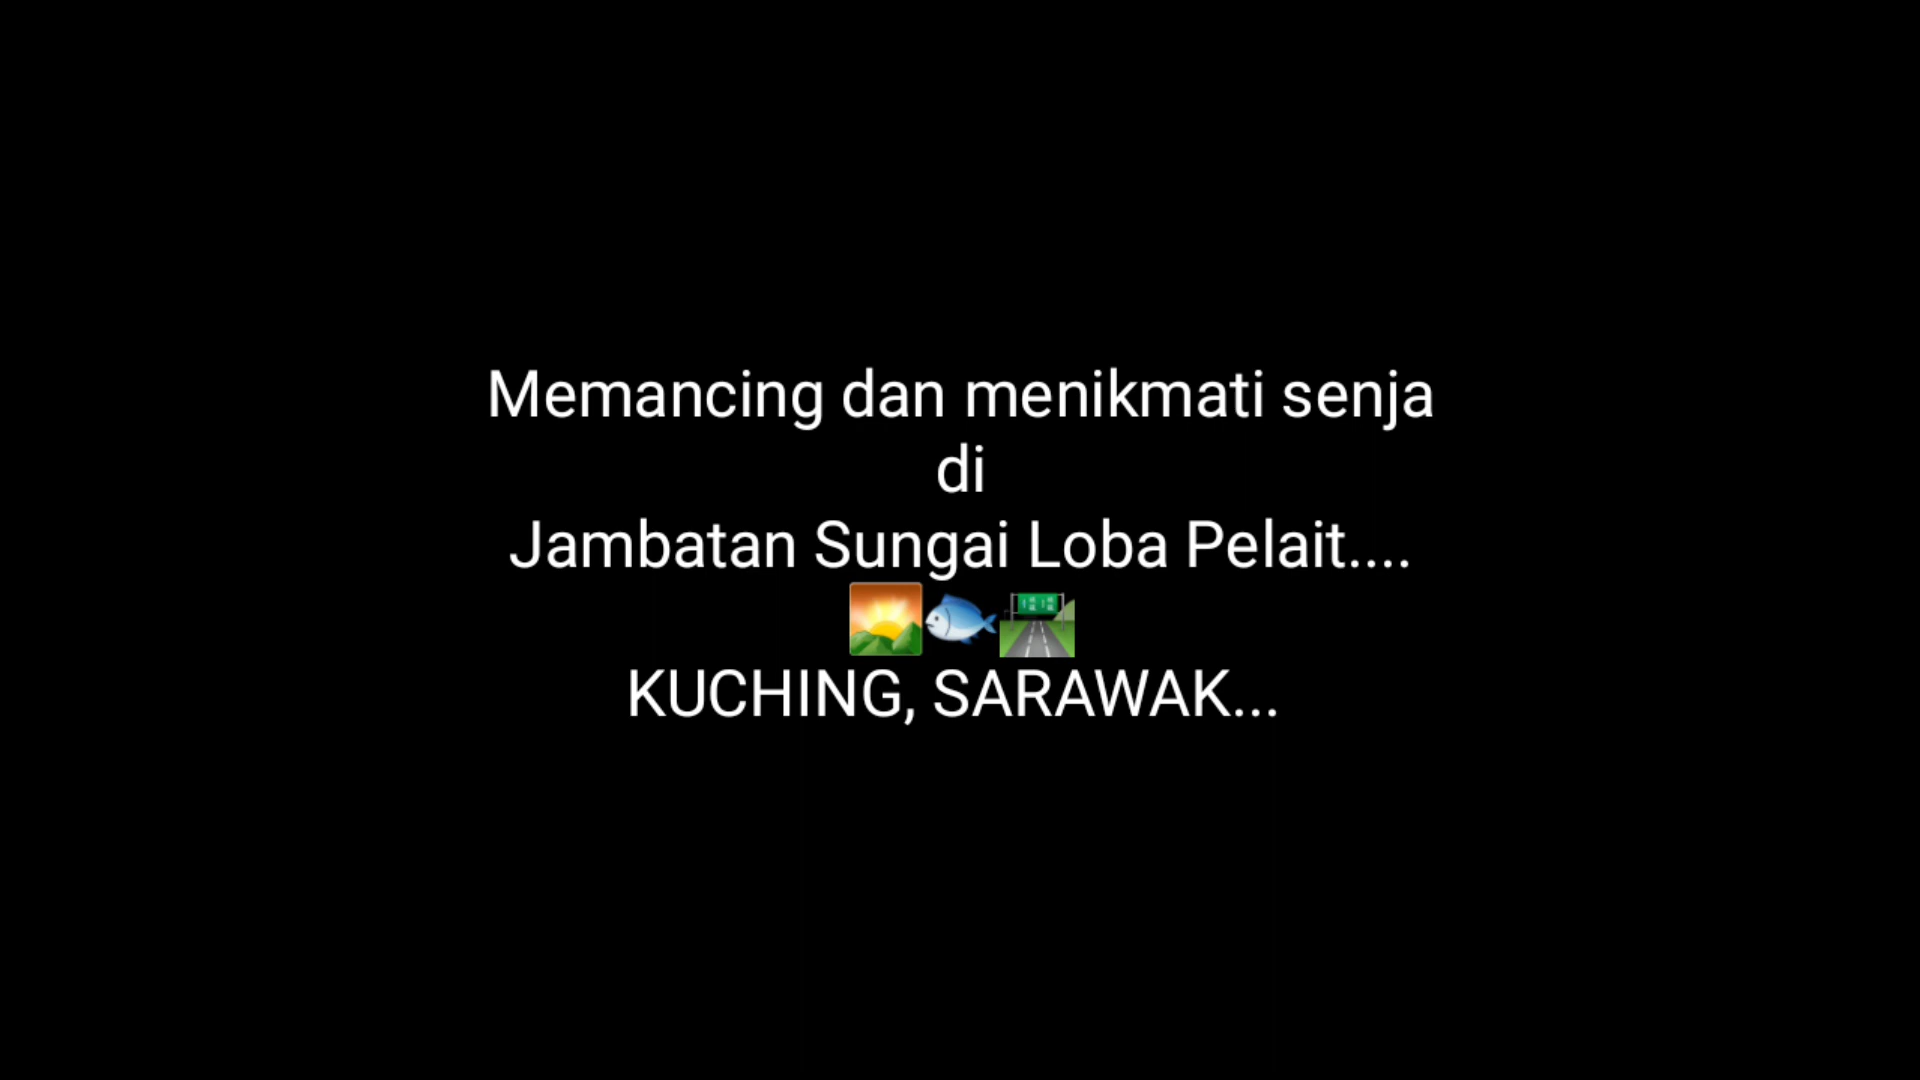 Memancing dan menikmati senja
di
Jambatan Sungai Loba Pelait....
🌄🐟🛣️
KUCHING, SARAWAK...